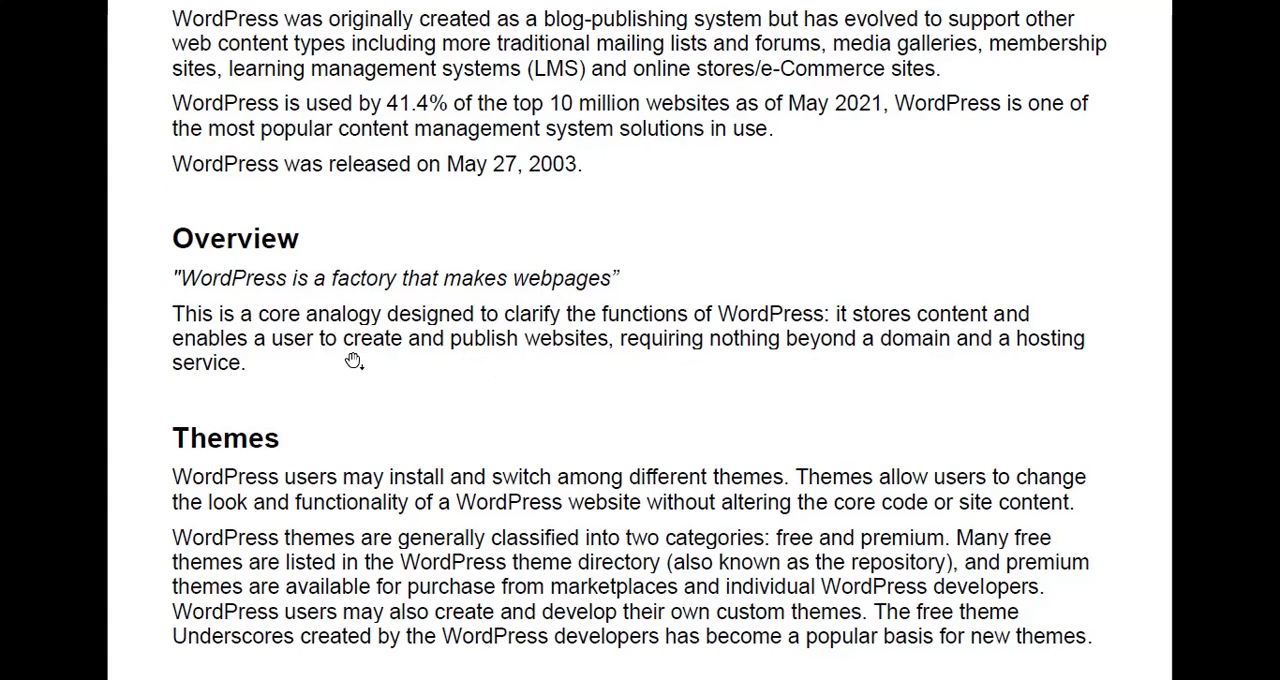 WordPress was originally created as a blog-publishing system but has evolved to support other
web content types including more traditional mailing lists and forums, media galleries, membership
sites, learning management systems (LMS) and online stores/e-Commerce sites.
WordPress is used by 41.4% of the top 10 million websites as of May 2021, WordPress is one of
the most popular content management system solutions in use.
WordPress was released on May 27, 2003.
Overview
"WordPress is a factory that makes webpages”
This is a core analogy designed to clarify the functions of WordPress: it stores content and
enables a user to create and publish websites, requiring nothing beyond a domain and a hosting
service.
Themes
WordPress users may install and switch among different themes. Themes allow users to change
the look and functionality of a WordPress website without altering the core code or site content.
WordPress themes are generally classified into two categories: free and premium. Many free
themes are listed in the WordPress theme directory (also known as the repository), and premium
themes are available for purchase from marketplaces and individual WordPress developers.
WordPress users may also create and develop their own custom themes. The free theme
Underscores created by the WordPress developers has become a popular basis for new themes.